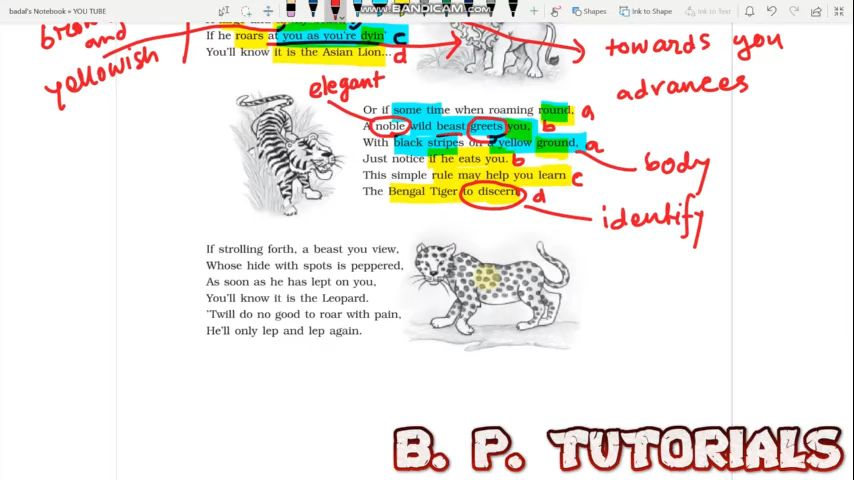 badal's Notebook » YOU TUBE
www.BANDICAM.COM
Shapes
Ink to Shape
Ink to Text
If he roars at you as you're dyin' c
You'll know it is the Asian Lion... d
and
yellowish
towards you
advances
elegant
Or if some time when roaming round, a
A noble wild beast greets you, b
With black stripes on a yellow ground, a
Just notice if he eats you. b
This simple rule may help you learn c
The Bengal Tiger to discern. d
body
identify
If strolling forth, a beast you view,
Whose hide with spots is peppered,
As soon as he has lept on you,
You'll know it is the Leopard.
'Twill do no good to roar with pain,
He'll only lep and lep again.
B. P. TUTORIALS